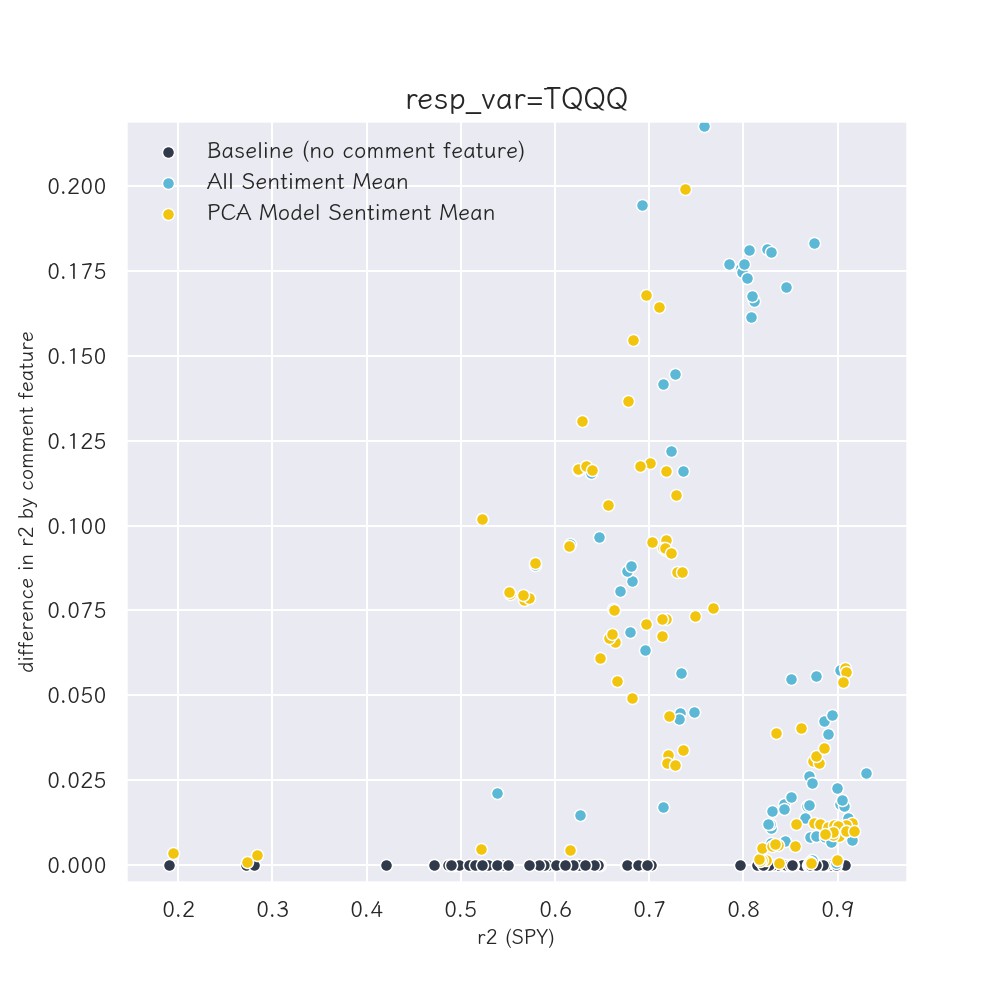 resp_var=TQQQ
Baseline (no comment feature)
All Sentiment Mean
PCA Model Sentiment Mean
difference in r2 by comment feature
0.200
0.175
0.150
0.125
0.100
0.075
0.050
0.025
0.000
0.2 0.3 0.4 0.5 0.6 0.7 0.8 0.9
r2 (SPY)